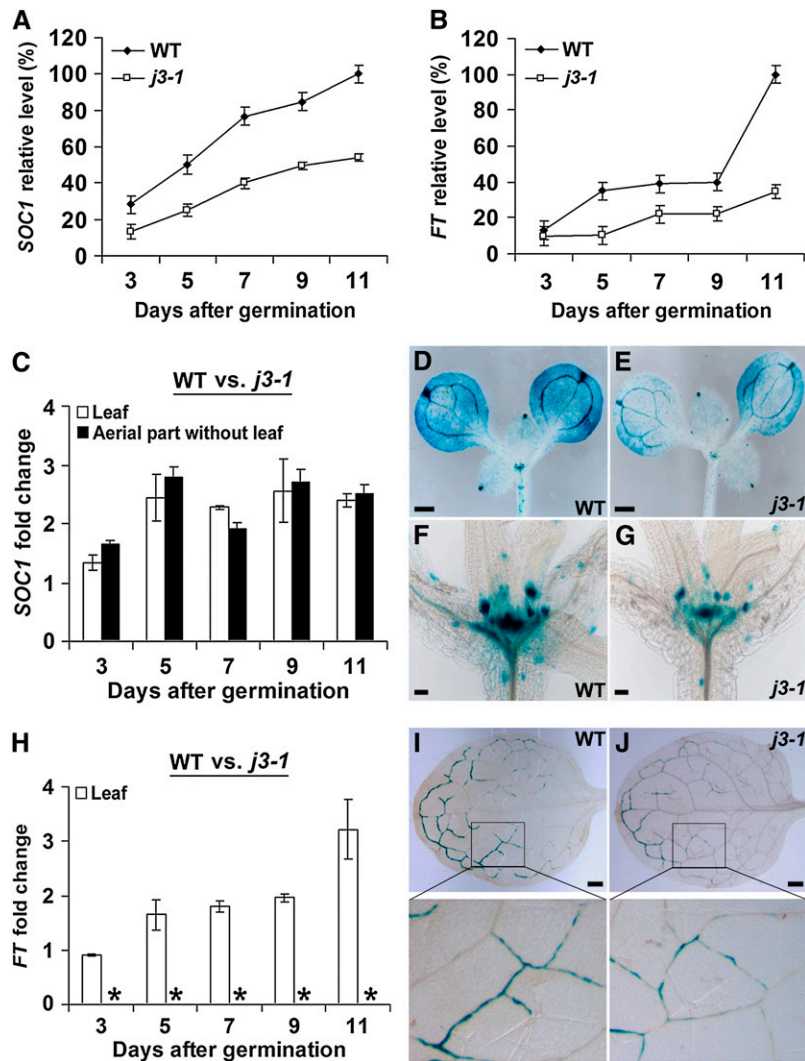 A
120
100
80
60
40
20
0
SOC1 relative level (%)
WT
j3-1
3 5 7 9 11
Days after germination
B
120
100
80
60
40
20
0
FT relative level (%)
WT
j3-1
3 5 7 9 11
Days after germination
C
WT vs. j3-1
Leaf
Aerial part without leaf
4
3
2
1
0
SOC1 fold change
3 5 7 9 11
Days after germination
D
WT
E
j3-1
F
WT
G
j3-1
H
WT vs. j3-1
Leaf
4
3
2
1
0
FT fold change
* * * * *
3 5 7 9 11
Days after germination
I
WT
J
j3-1